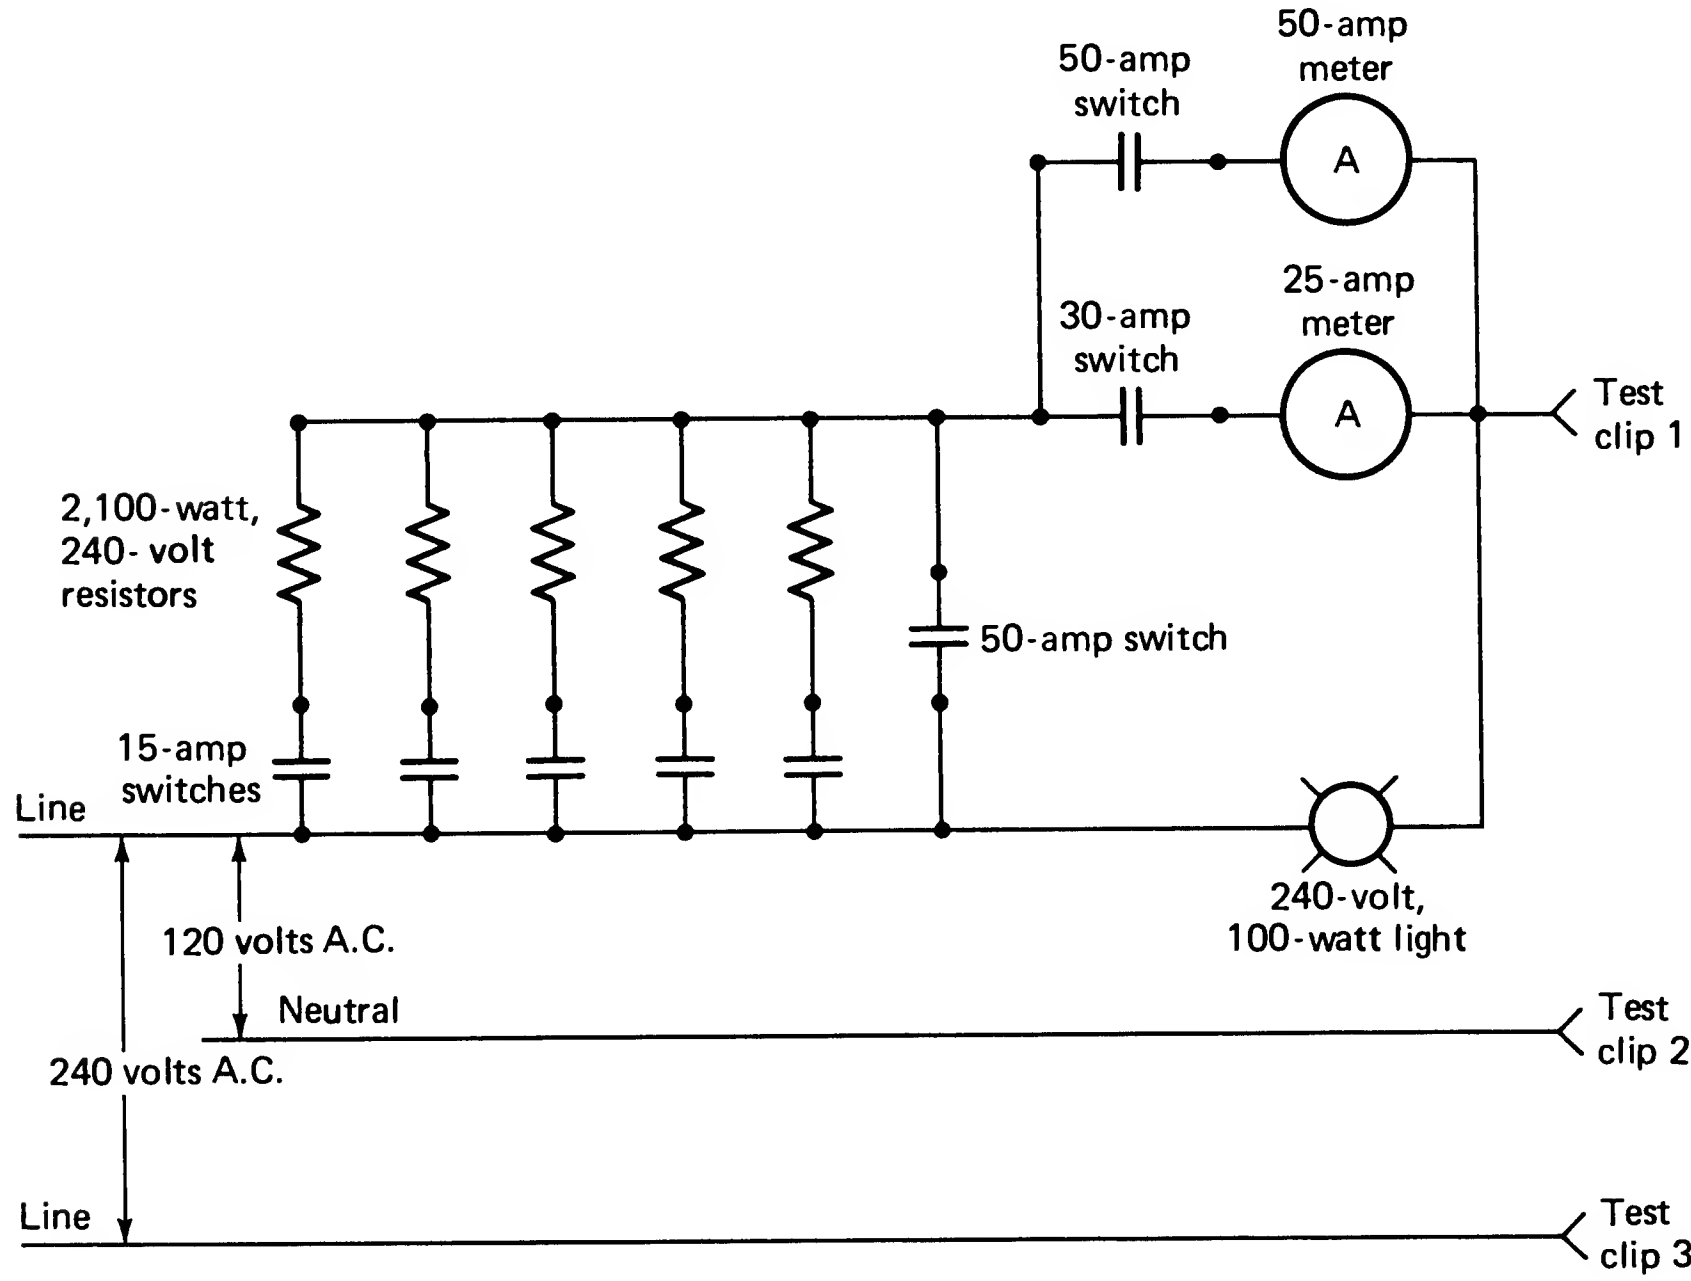 50-amp
meter
50-amp
switch
A
25-amp
meter
30-amp
switch
A
Test
clip 1
2,100-watt,
240-volt
resistors
50-amp switch
15-amp
switches
Line
240-volt,
100-watt light
120 volts A.C.
Neutral
Test
clip 2
240 volts A.C.
Line
Test
clip 3